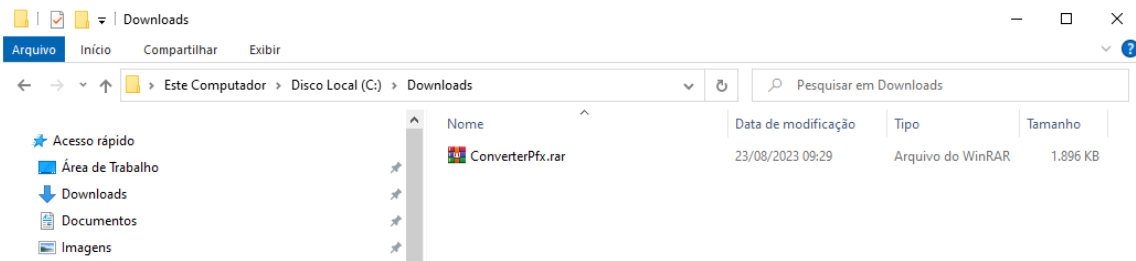 Downloads
Arquivo Início Compartilhar Exibir
Este Computador > Disco Local (C:) > Downloads Pesquisar em Downloads
Nome Data de modificação Tipo Tamanho
Acesso rápido
ConverterPfx.rar 23/08/2023 09:29 Arquivo do WinRAR 1.896 KB
Área de Trabalho
Downloads
Documentos
Imagens